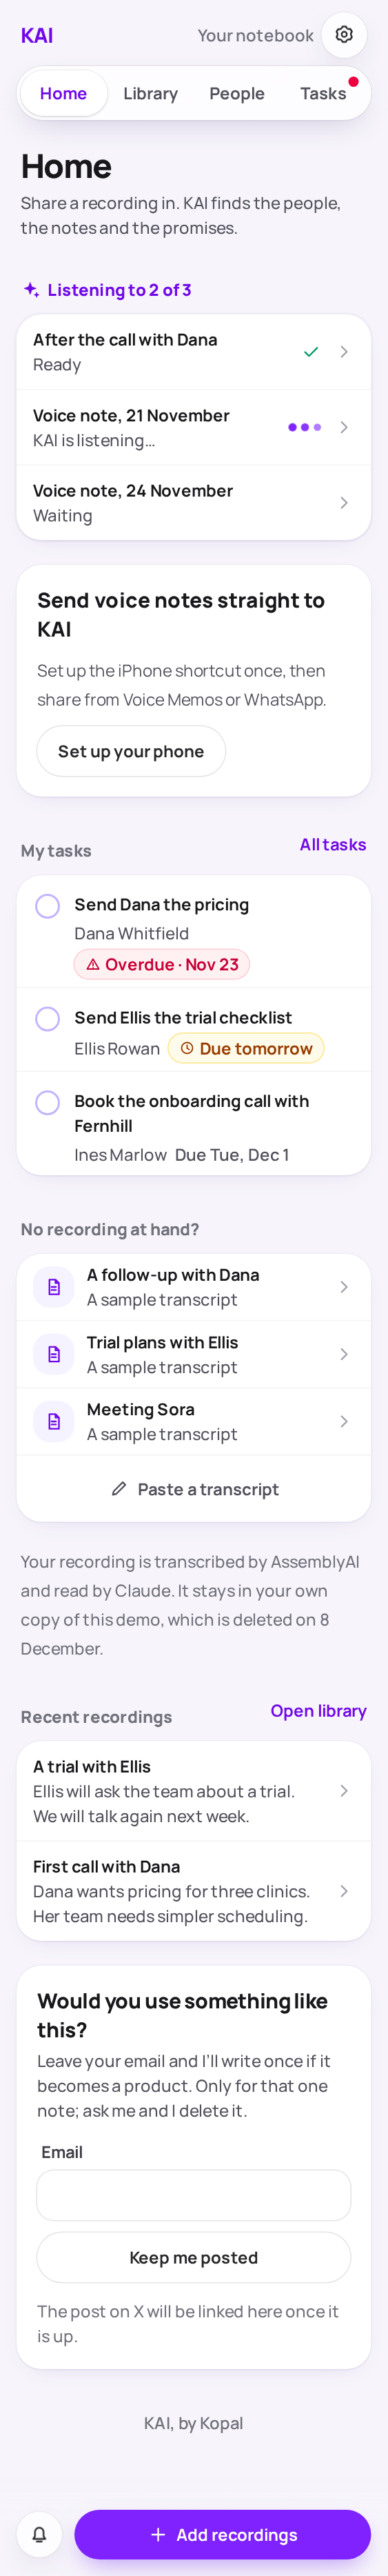 KAI
Your notebook
Home
Library
People
Tasks
Home
Share a recording in. KAI finds the people,
the notes and the promises.
Listening to 2 of 3
After the call with Dana
Ready
Voice note, 21 November
KAI is listening…
Voice note, 24 November
Waiting
Send voice notes straight to
KAI
Set up the iPhone shortcut once, then
share from Voice Memos or WhatsApp.
Set up your phone
My tasks
All tasks
Send Dana the pricing
Dana Whitfield
Overdue · Nov 23
Send Ellis the trial checklist
Ellis Rowan
Due tomorrow
Book the onboarding call with
Fernhill
Ines Marlow Due Tue, Dec 1
No recording at hand?
A follow-up with Dana
A sample transcript
Trial plans with Ellis
A sample transcript
Meeting Sora
A sample transcript
Paste a transcript
Your recording is transcribed by AssemblyAI
and read by Claude. It stays in your own
copy of this demo, which is deleted on 8
December.
Recent recordings
Open library
A trial with Ellis
Ellis will ask the team about a trial.
We will talk again next week.
First call with Dana
Dana wants pricing for three clinics.
Her team needs simpler scheduling.
Would you use something like
this?
Leave your email and I'll write once if it
becomes a product. Only for that one
note; ask me and I delete it.
Email
Keep me posted
The post on X will be linked here once it
is up.
KAI, by Kopal
Add recordings